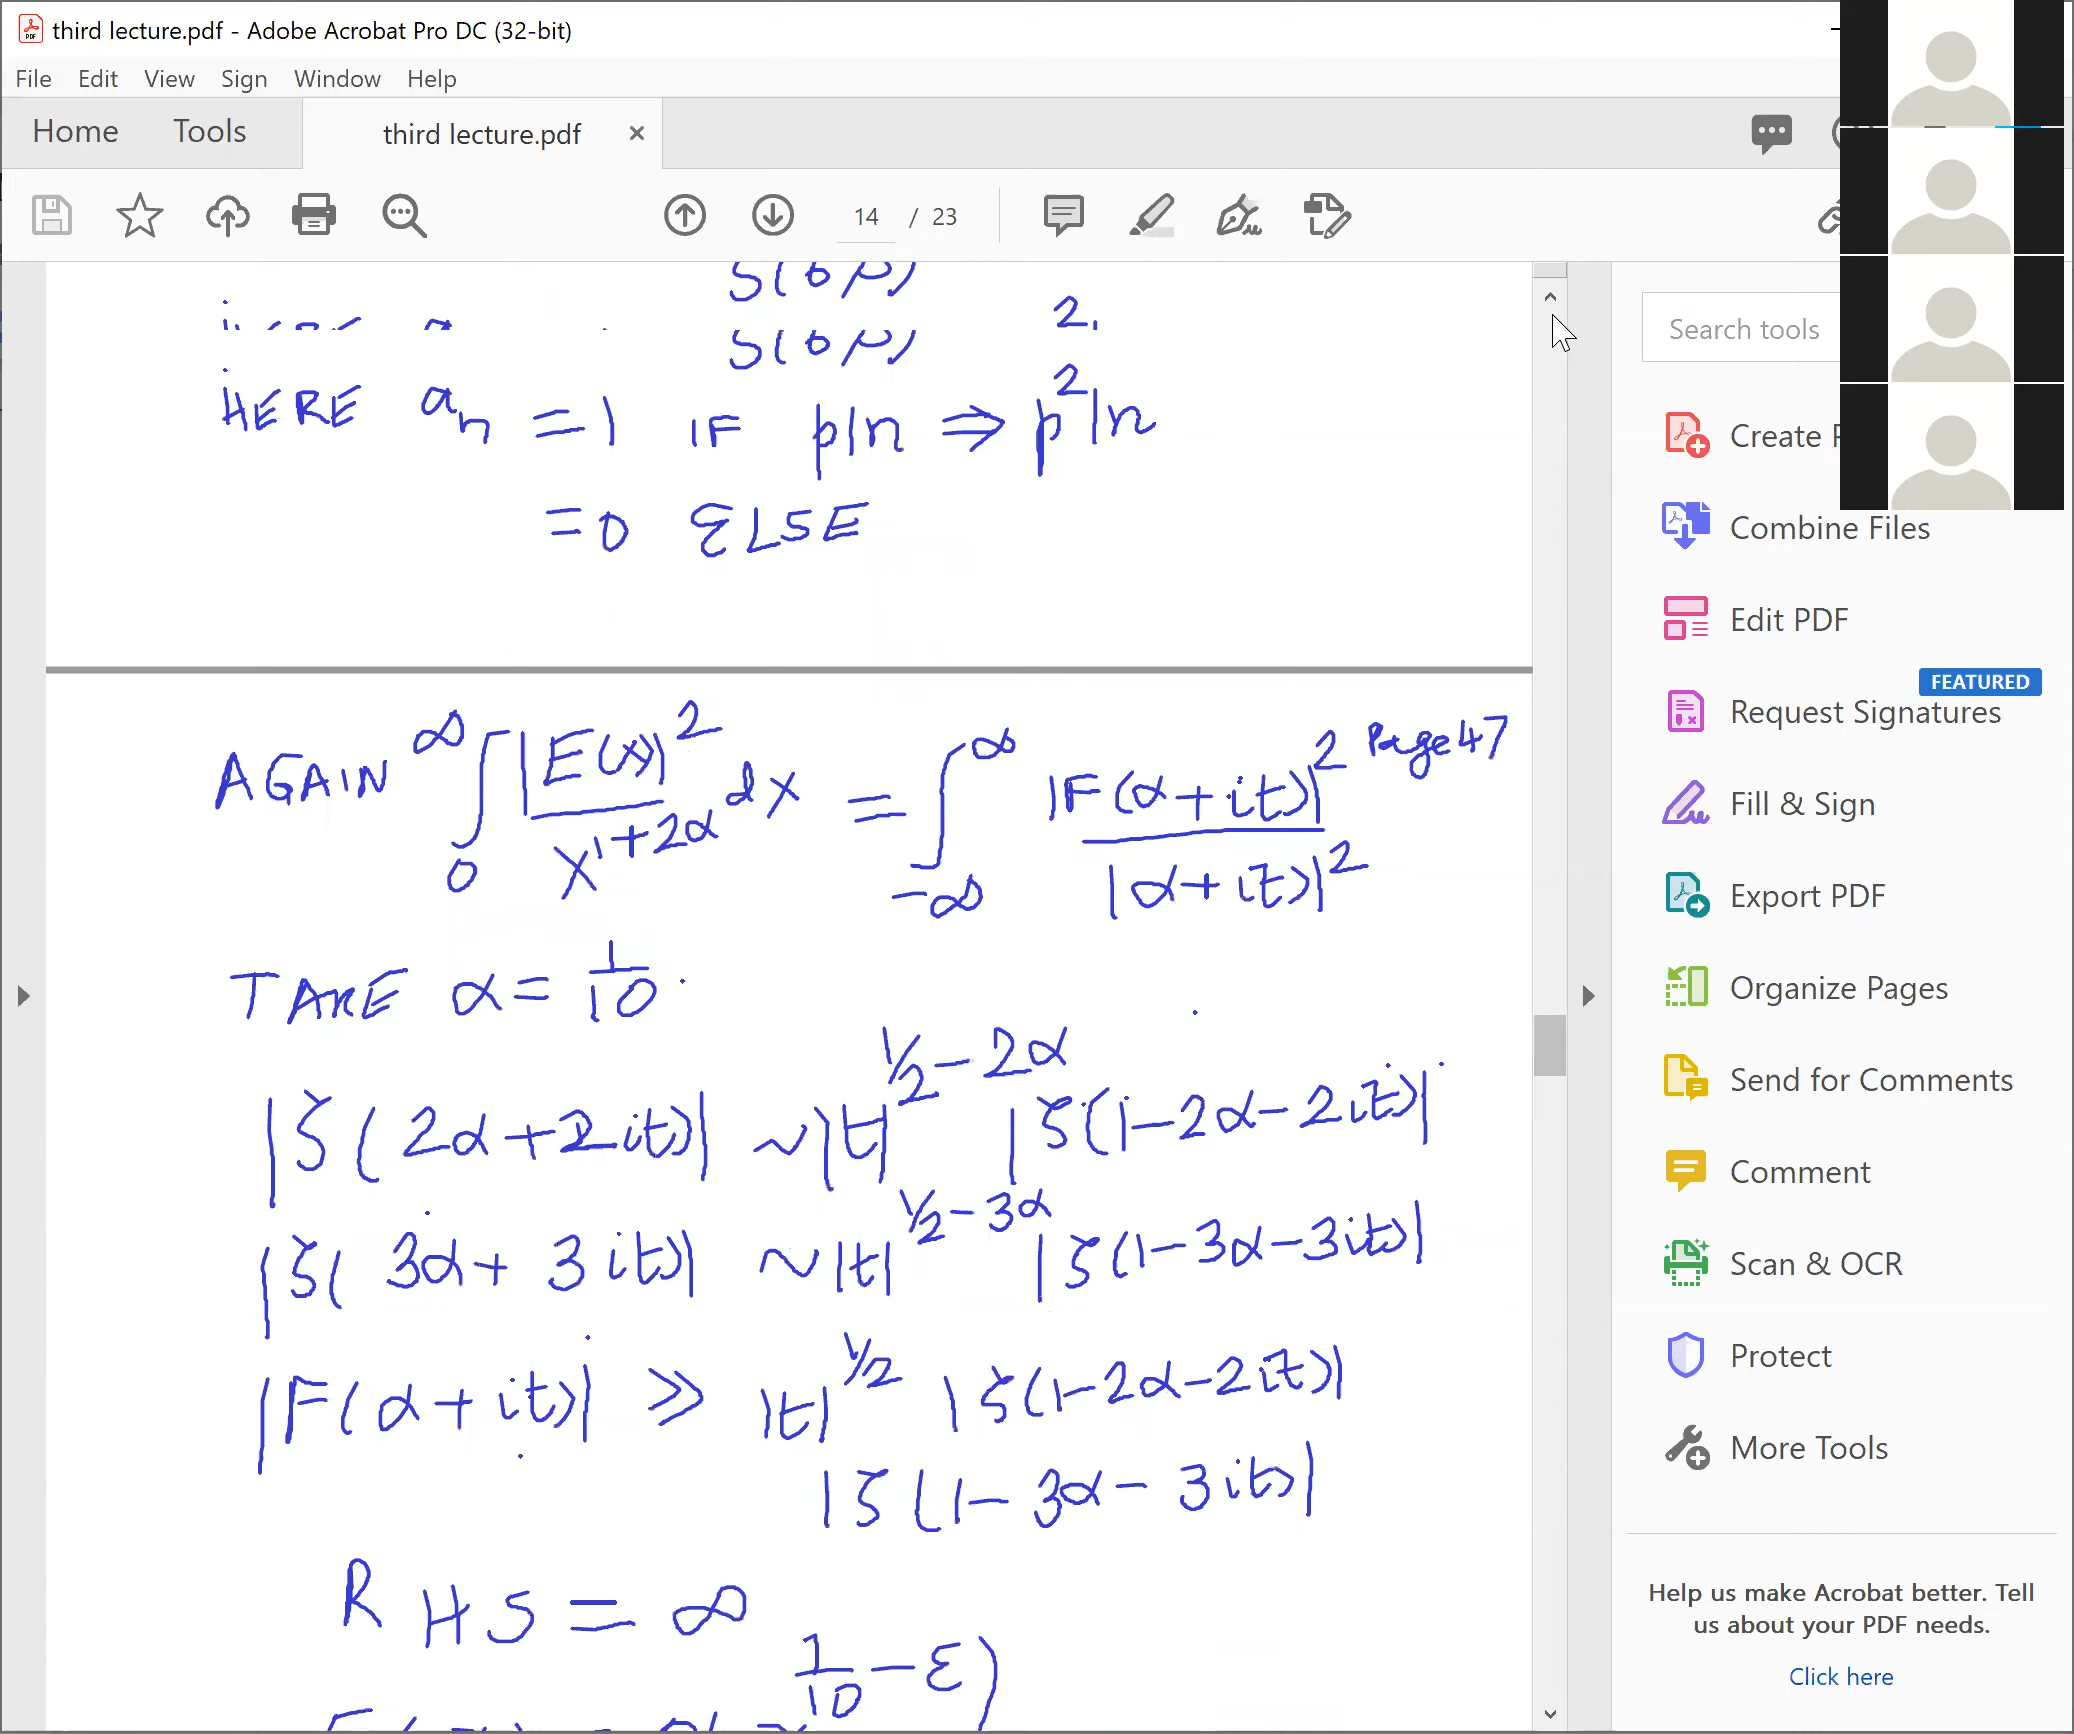 third lecture.pdf - Adobe Acrobat Pro DC (32-bit)
File Edit View Sign Window Help
Home Tools third lecture.pdf ×
14 / 23
ζ(6s)
ζ(6s)
HERE aₙ = 1 IF p|n ⇒ p²|n
= 0 ELSE
AGAIN ∫₀^∞ |E(x)|² / x^(1+2α) dx = ∫_{-∞}^{∞} |F(α+it)|² / |α+it|² Page 47
TAKE α = 1/10.
|ζ(2α+2it)| ~ |t|^(1/2-2α) |ζ(1-2α-2it)|
|ζ(3α+3it)| ~ |t|^(1/2-3α) |ζ(1-3α-3it)|
|F(α+it)| ≫ |t|^(1/2) |ζ(1-2α-2it)|
|ζ(1-3α-3it)|
RHS = ∞
1/10 - ε)
Search tools
Create
Combine Files
Edit PDF
FEATURED
Request Signatures
Fill & Sign
Export PDF
Organize Pages
Send for Comments
Comment
Scan & OCR
Protect
More Tools
Help us make Acrobat better. Tell
us about your PDF needs.
Click here